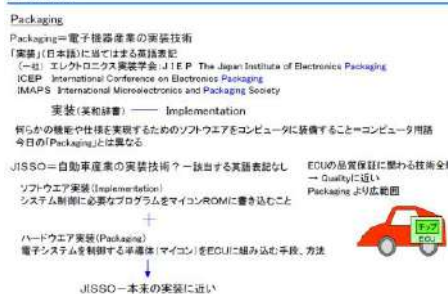 Packaging
Packaging=電子機器産業の実装技術
「実装」(日本語)に当てはまる英語表記
(一社) エレクトロニクス実装学会:JIEP The Japan Institute of Electronics Packaging
ICEP International Conference on Electronics Packaging
IMAPS International Microelectronics and Packaging Society
実装(英和辞書) ―― Implementation
何らかの機能や仕様を実現するためのソフトウエアをコンピュータに装備すること=コンピュータ用語
今日の「Packaging」とは異なる
JISSO=自動車産業の実装技術?-該当する英語表記なし
ECUの品質保証に関わる技術全
→ Qualityに近い
Packaging より広範囲
ソフトウエア実装(Implementation)
システム制御に必要なプログラムをマイコンROMに書き込むこと
+
ハードウエア実装(Packaging)
電子システムを制御する半導体(マイコン)をECUに組み込む手段、方法
チップ
ECU
JISSO-本来の実装に近い